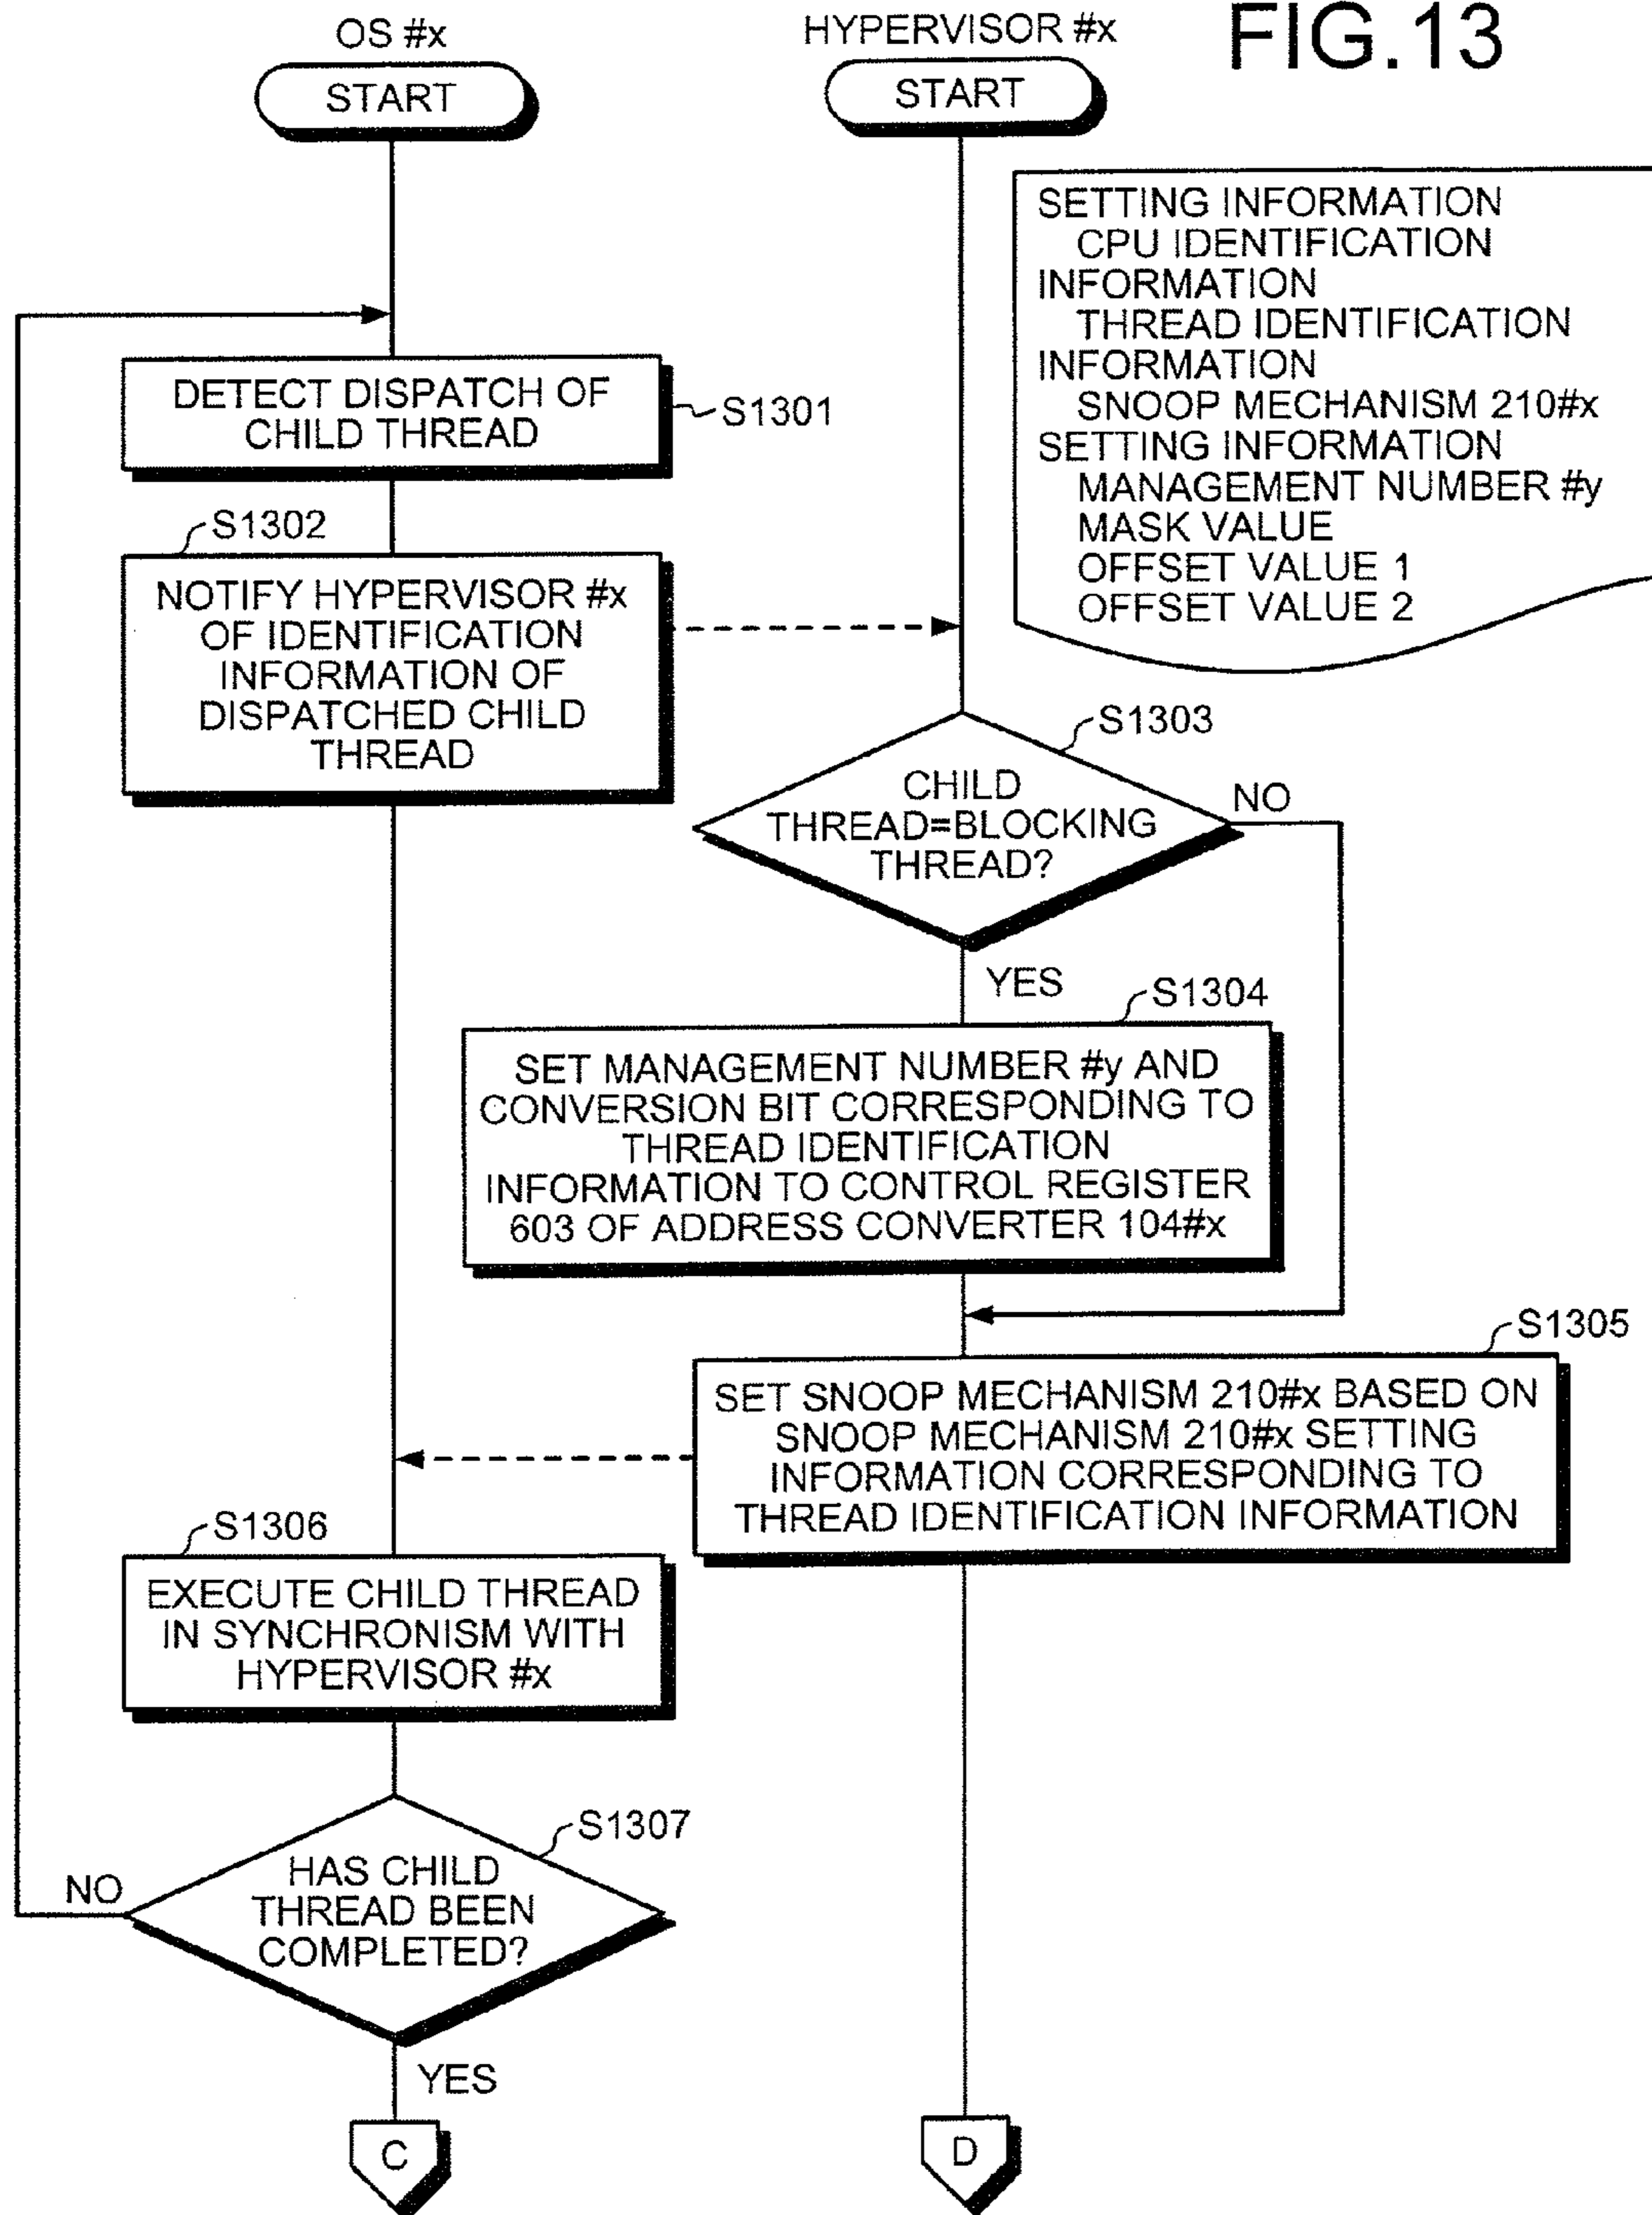 FIG.13
OS #x
HYPERVISOR #x
START
START
SETTING INFORMATION
CPU IDENTIFICATION
INFORMATION
THREAD IDENTIFICATION
INFORMATION
SNOOP MECHANISM 210#x
SETTING INFORMATION
MANAGEMENT NUMBER #y
MASK VALUE
OFFSET VALUE 1
OFFSET VALUE 2
DETECT DISPATCH OF
CHILD THREAD
S1301
S1302
NOTIFY HYPERVISOR #x
OF IDENTIFICATION
INFORMATION OF
DISPATCHED CHILD
THREAD
S1303
CHILD
THREAD=BLOCKING
THREAD?
NO
YES
S1304
SET MANAGEMENT NUMBER #y AND
CONVERSION BIT CORRESPONDING TO
THREAD IDENTIFICATION
INFORMATION TO CONTROL REGISTER
603 OF ADDRESS CONVERTER 104#x
S1305
SET SNOOP MECHANISM 210#x BASED ON
SNOOP MECHANISM 210#x SETTING
INFORMATION CORRESPONDING TO
THREAD IDENTIFICATION INFORMATION
S1306
EXECUTE CHILD THREAD
IN SYNCHRONISM WITH
HYPERVISOR #x
S1307
HAS CHILD
THREAD BEEN
COMPLETED?
NO
YES
C
D